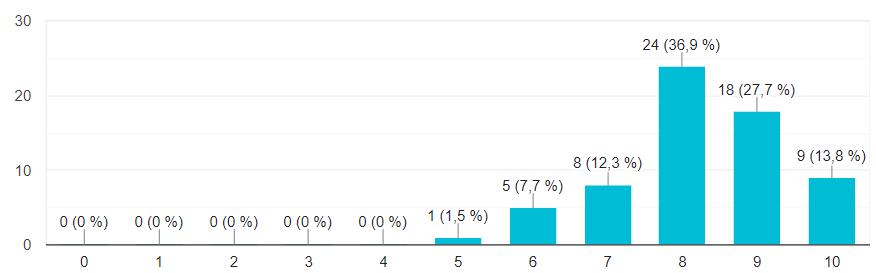 30
20
10
0
0 (0 %)
0 (0 %)
0 (0 %)
0 (0 %)
0 (0 %)
1 (1,5 %)
5 (7,7 %)
8 (12,3 %)
24 (36,9 %)
18 (27,7 %)
9 (13,8 %)
0 1 2 3 4 5 6 7 8 9 10